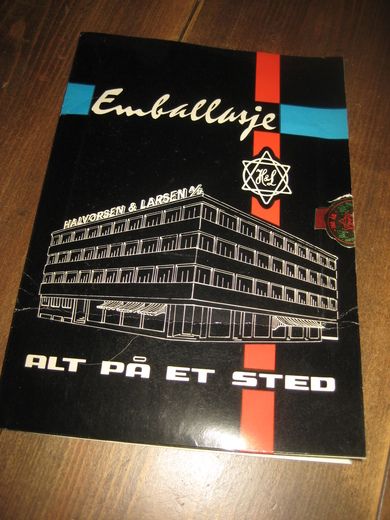 Emballasje
H&L
HALVORSEN & LARSEN A/S
ALT PÅ ET STED